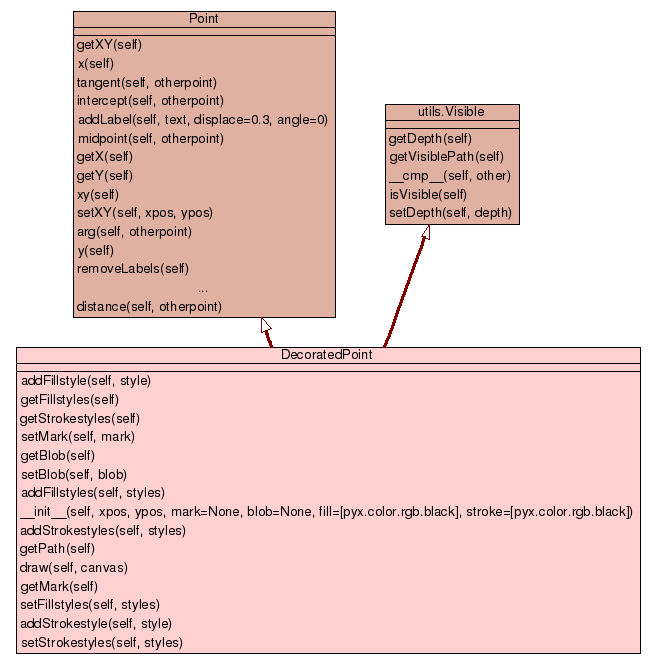 Point
getXY(self)
x(self)
tangent(self, otherpoint)
intercept(self, otherpoint)
addLabel(self, text, displace=0.3, angle=0)
midpoint(self, otherpoint)
getX(self)
getY(self)
xy(self)
setXY(self, xpos, ypos)
arg(self, otherpoint)
y(self)
removeLabels(self)
...
distance(self, otherpoint)
utils.Visible
getDepth(self)
getVisiblePath(self)
__cmp__(self, other)
isVisible(self)
setDepth(self, depth)
DecoratedPoint
addFillstyle(self, style)
getFillstyles(self)
getStrokestyles(self)
setMark(self, mark)
getBlob(self)
setBlob(self, blob)
addFillstyles(self, styles)
__init__(self, xpos, ypos, mark=None, blob=None, fill=[pyx.color.rgb.black], stroke=[pyx.color.rgb.black])
addStrokestyles(self, styles)
getPath(self)
draw(self, canvas)
getMark(self)
setFillstyles(self, styles)
addStrokestyle(self, style)
setStrokestyles(self, styles)